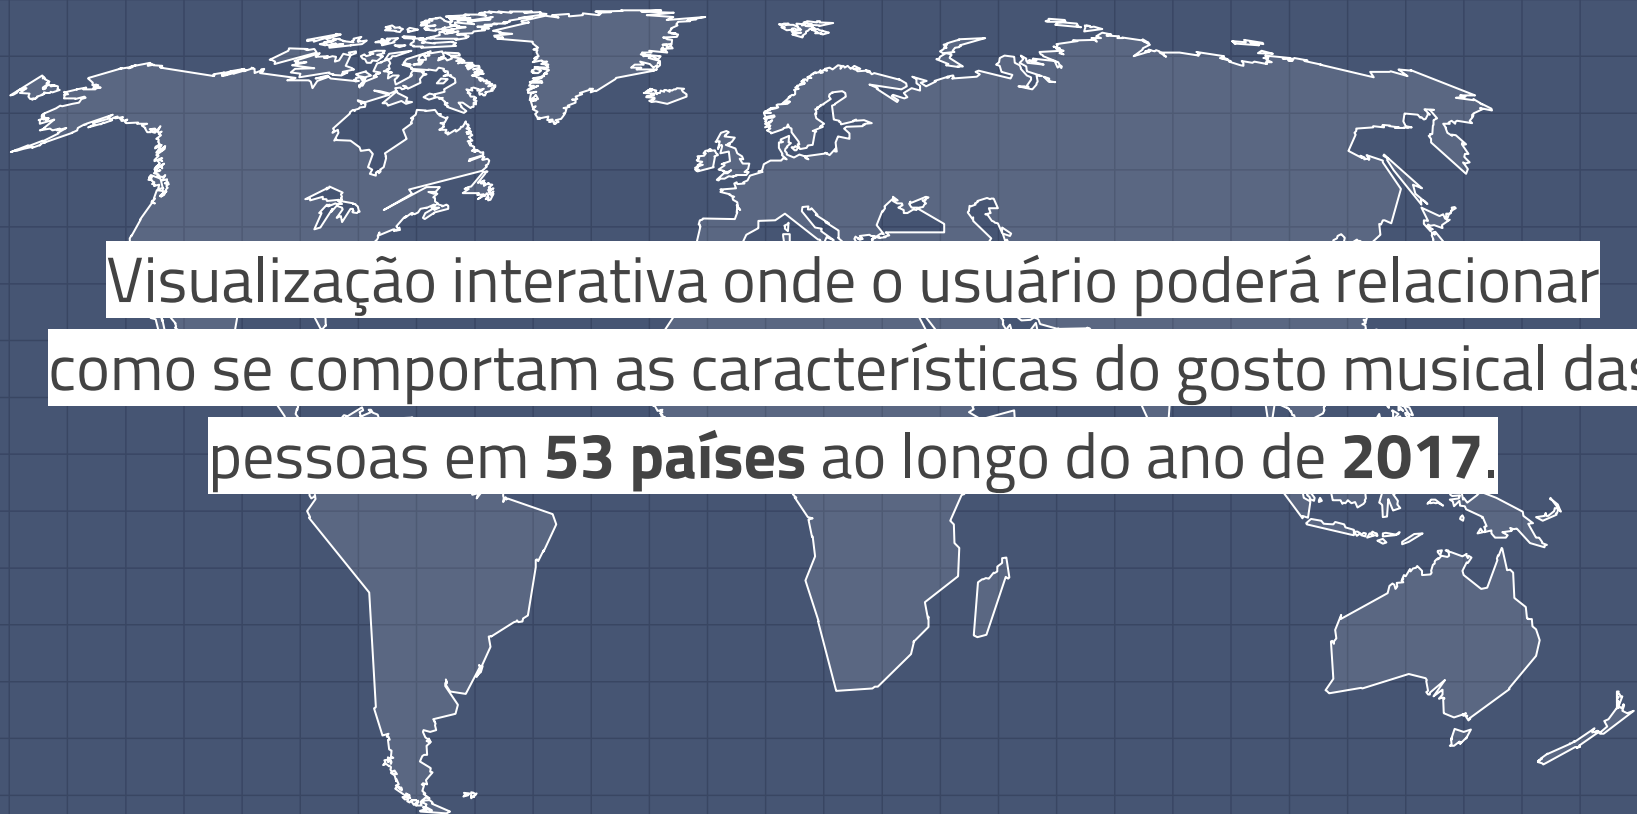 Visualização interativa onde o usuário poderá relacionar
como se comportam as características do gosto musical das
pessoas em 53 países ao longo do ano de 2017.